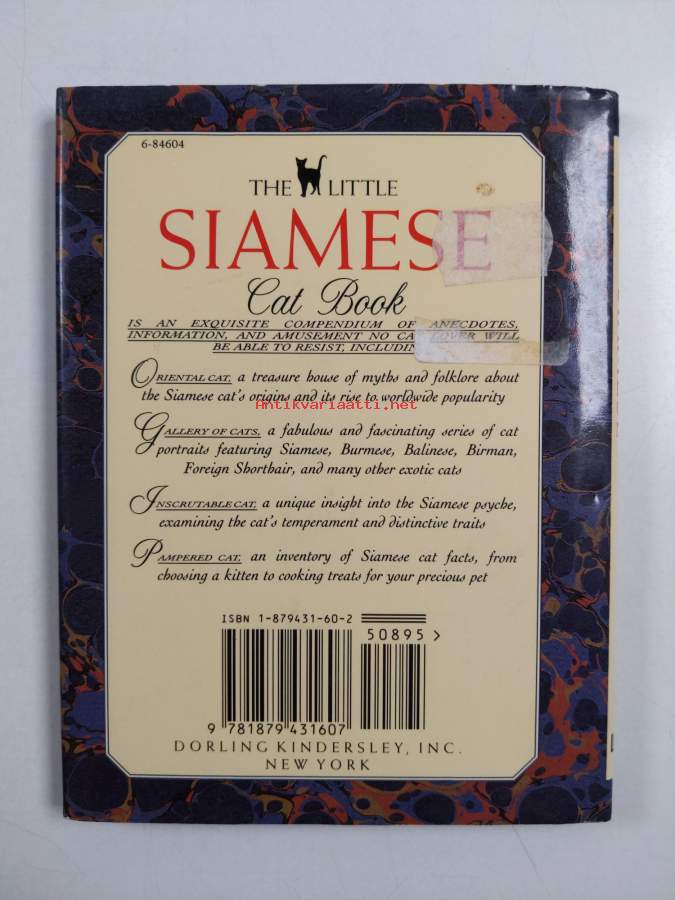 6-84604
THE LITTLE
SIAMESE
Cat Book
IS AN EXQUISITE COMPENDIUM OF ANECDOTES,
INFORMATION, AND AMUSEMENT NO CAT LOVER WILL
BE ABLE TO RESIST, INCLUDING
ORIENTAL CAT, a treasure house of myths and folklore about
the Siamese cat's origins and its rise to worldwide popularity
Antikvariaatti.net
GALLERY OF CATS, a fabulous and fascinating series of cat
portraits featuring Siamese, Burmese, Balinese, Birman,
Foreign Shorthair, and many other exotic cats
INSCRUTABLE CAT, a unique insight into the Siamese psyche,
examining the cat's temperament and distinctive traits
PAMPERED CAT, an inventory of Siamese cat facts, from
choosing a kitten to cooking treats for your precious pet
ISBN 1-879431-60-2
50895 >
9 781879 431607
DORLING KINDERSLEY, INC.
NEW YORK